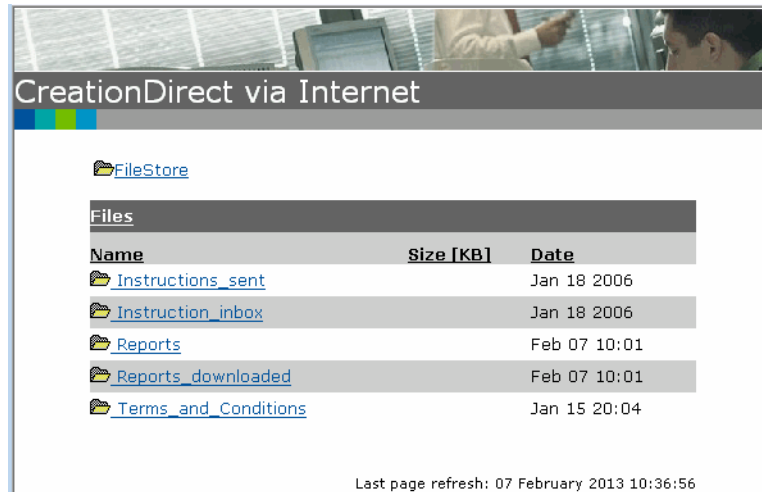 CreationDirect via Internet
FileStore
Files
Name Size [KB] Date
Instructions_sent Jan 18 2006
Instruction_inbox Jan 18 2006
Reports Feb 07 10:01
Reports_downloaded Feb 07 10:01
Terms_and_Conditions Jan 15 20:04
Last page refresh: 07 February 2013 10:36:56